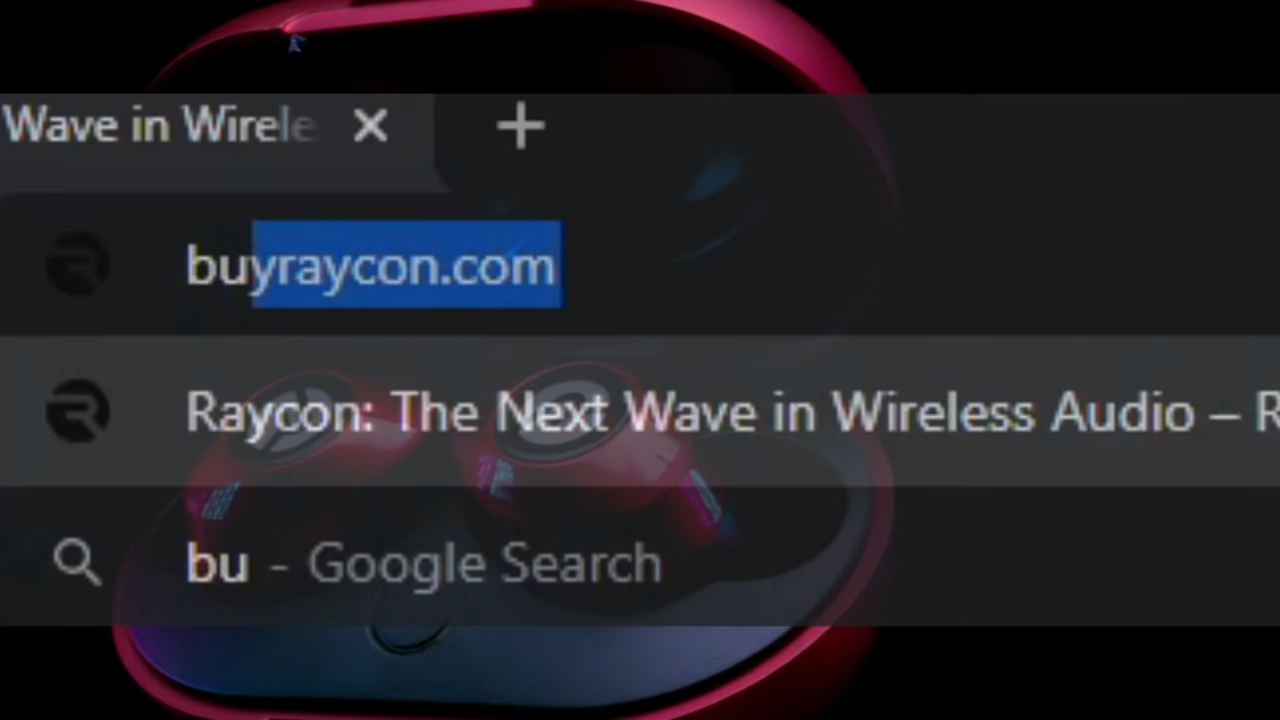 Wave in Wirele
buyraycon.com
Raycon: The Next Wave in Wireless Audio – R
bu - Google Search